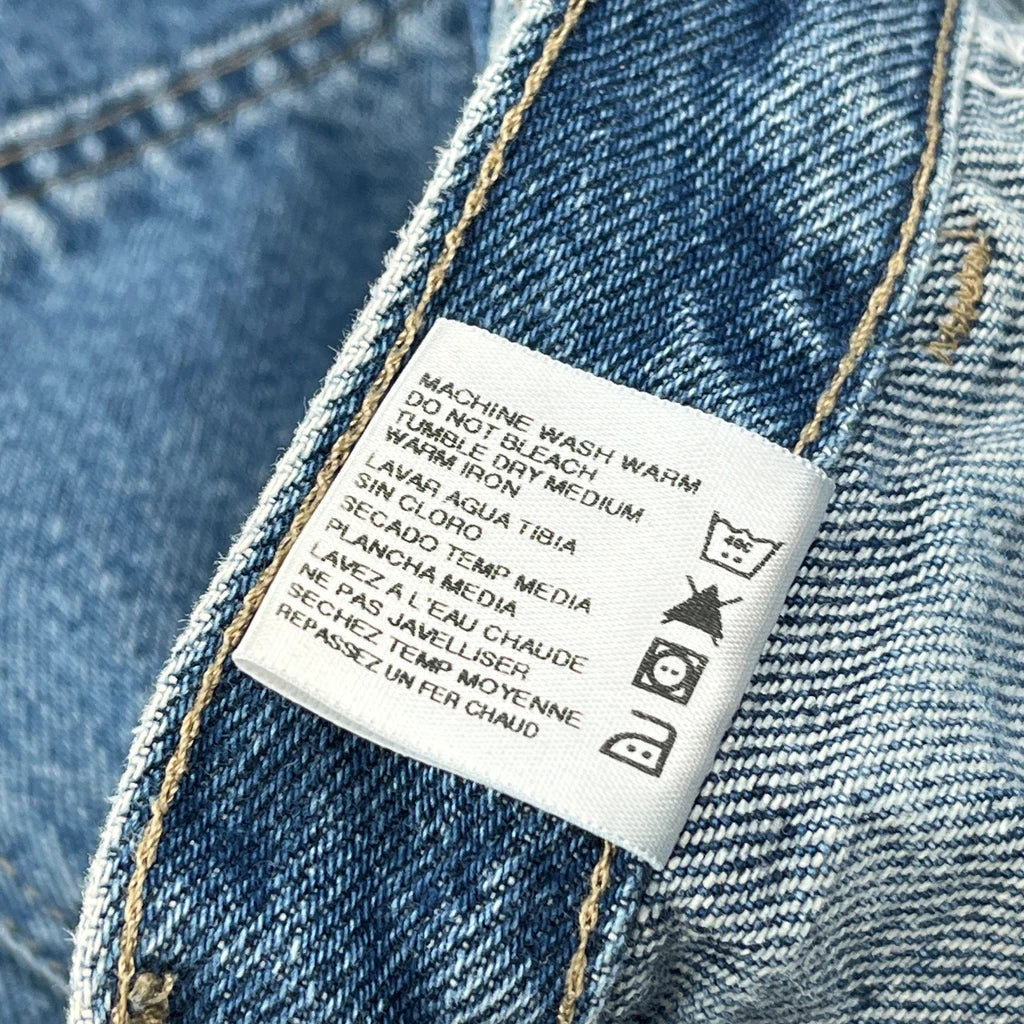 MACHINE WASH WARM
DO NOT BLEACH
TUMBLE DRY MEDIUM
WARM IRON
LAVAR AGUA TIBIA
SIN CLORO
SECADO TEMP MEDIA
PLANCHA MEDIA
LAVEZ A L'EAU CHAUDE
NE PAS JAVELLISER
SECHEZ TEMP MOYENNE
REPASSEZ UN FER CHAUD